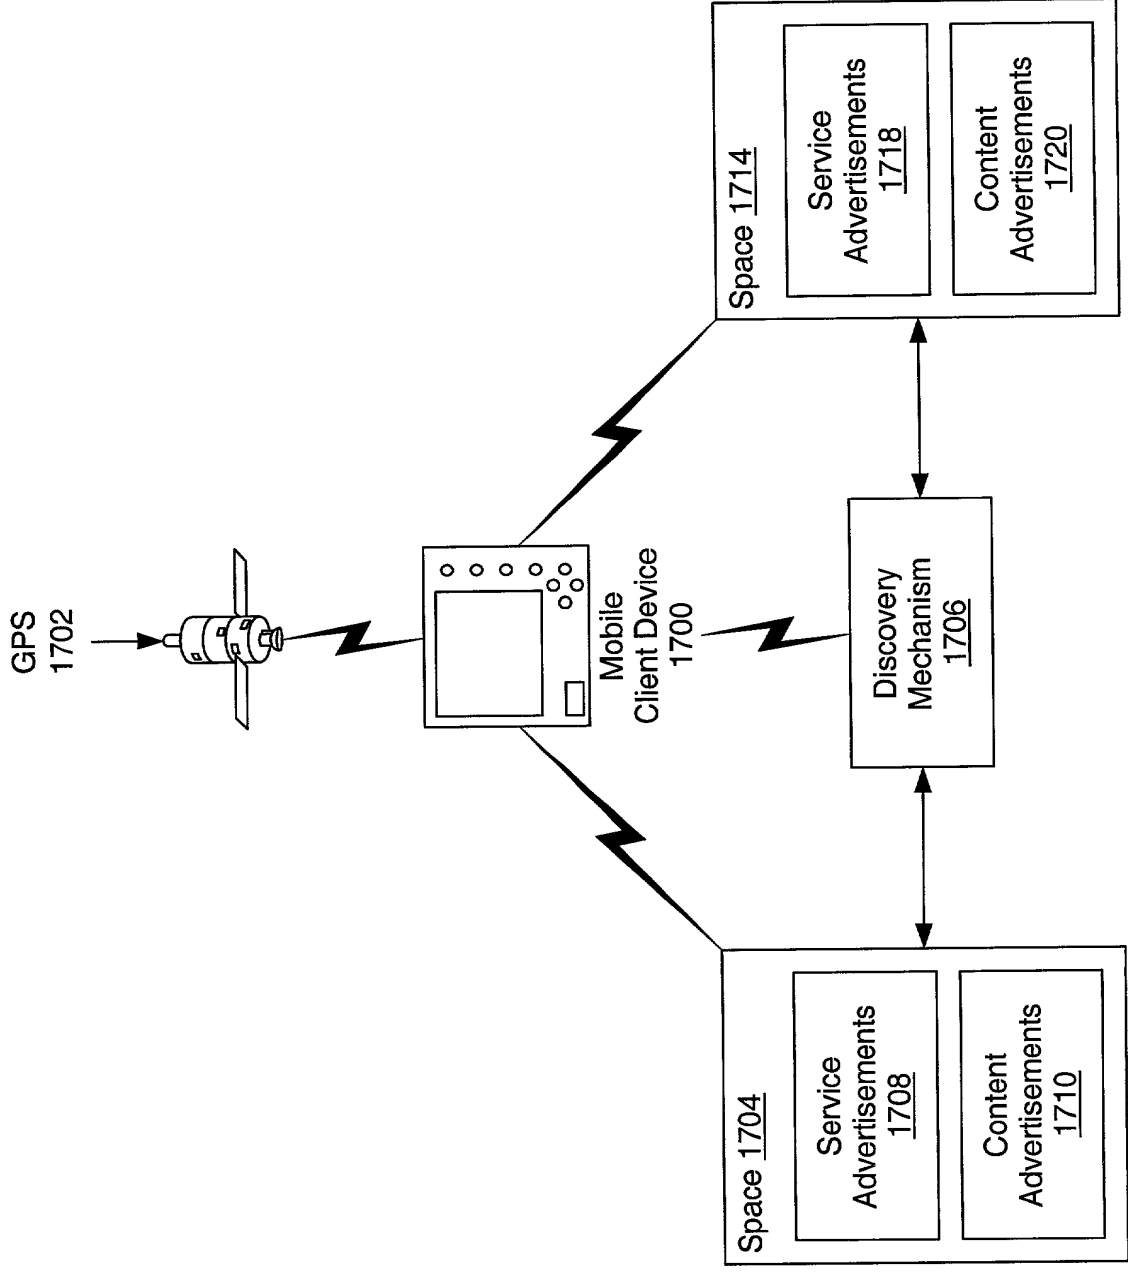 GPS
1702
Mobile
Client Device
1700
Discovery
Mechanism
1706
Space 1704
Service
Advertisements
1708
Content
Advertisements
1710
Space 1714
Service
Advertisements
1718
Content
Advertisements
1720